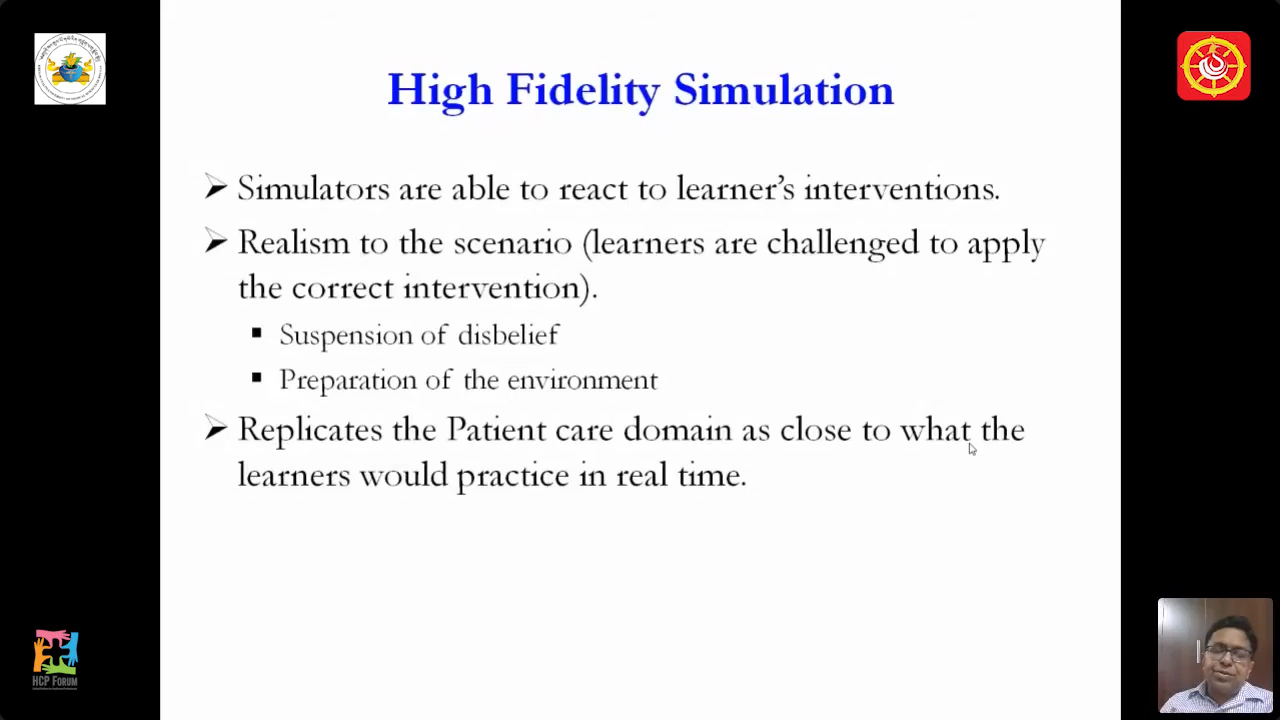 High Fidelity Simulation
➢ Simulators are able to react to learner’s interventions.
➢ Realism to the scenario (learners are challenged to apply
the correct intervention).
▪ Suspension of disbelief
▪ Preparation of the environment
➢ Replicates the Patient care domain as close to what the
learners would practice in real time.
HCP FORUM